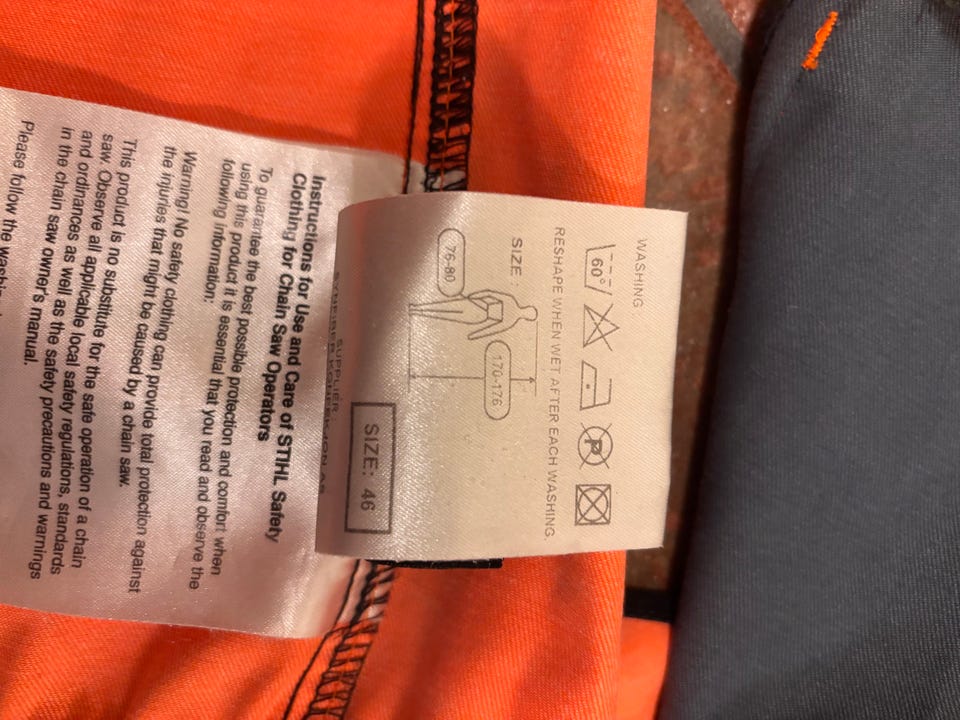 WASHING
60°
P
RESHAPE WHEN WET AFTER EACH WASHING.
SIZE :
170-176
76-80
SIZE: 46
SUPPLIER
Instructions for Use and Care of STIHL Safety
Clothing for Chain Saw Operators
To guarantee the best possible protection and comfort when
using this product it is essential that you read and observe the
following information:
Warning! No safety clothing can provide total protection against
the injuries that might be caused by a chain saw.
This product is no substitute for the safe operation of a chain
saw. Observe all applicable local safety regulations, standards
and ordinances as well as the safety precautions and warnings
in the chain saw owner's manual.
Please follow the